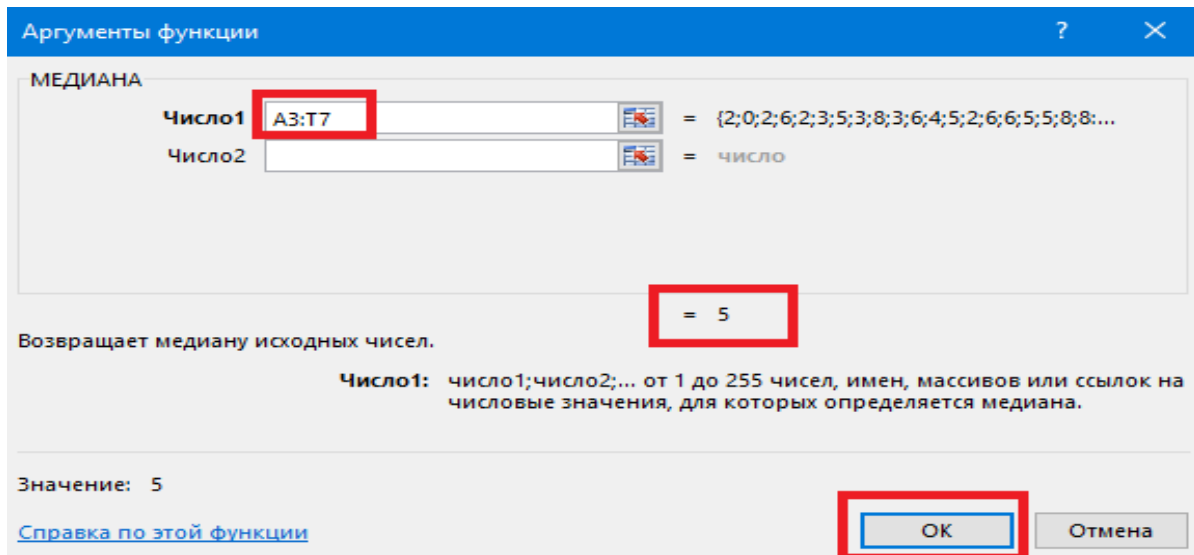 Аргументы функции ? ×
МЕДИАНА
Число1 A3:T7 = {2;0;2;6;2;3;5;3;8;3;6;4;5;2;6;6;5;5;8;8:...
Число2 = число
= 5
Возвращает медиану исходных чисел.
Число1: число1;число2;... от 1 до 255 чисел, имен, массивов или ссылок на
числовые значения, для которых определяется медиана.
Значение: 5
Справка по этой функции ОК Отмена